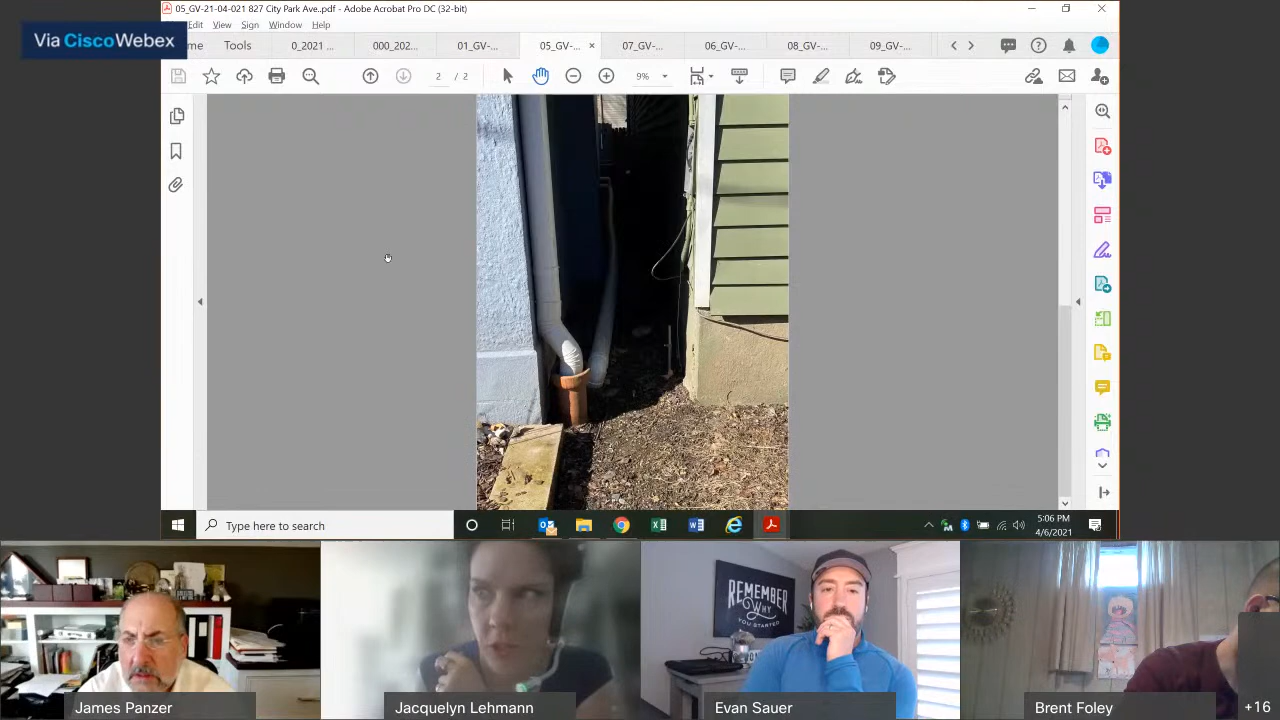 05_GV-21-04-021 827 City Park Ave..pdf - Adobe Acrobat Pro DC (32-bit)
Via Cisco Webex
Edit View Sign Window Help
Tools
0_2021 ...
000_20...
01_GV-...
05_GV-...
07_GV-...
06_GV-...
08_GV-...
09_GV-...
2 / 2
9%
REMEMBER
WHY
YOU STARTED
Type here to search
5:06 PM
4/6/2021
James Panzer
Jacquelyn Lehmann
Evan Sauer
Brent Foley
+16